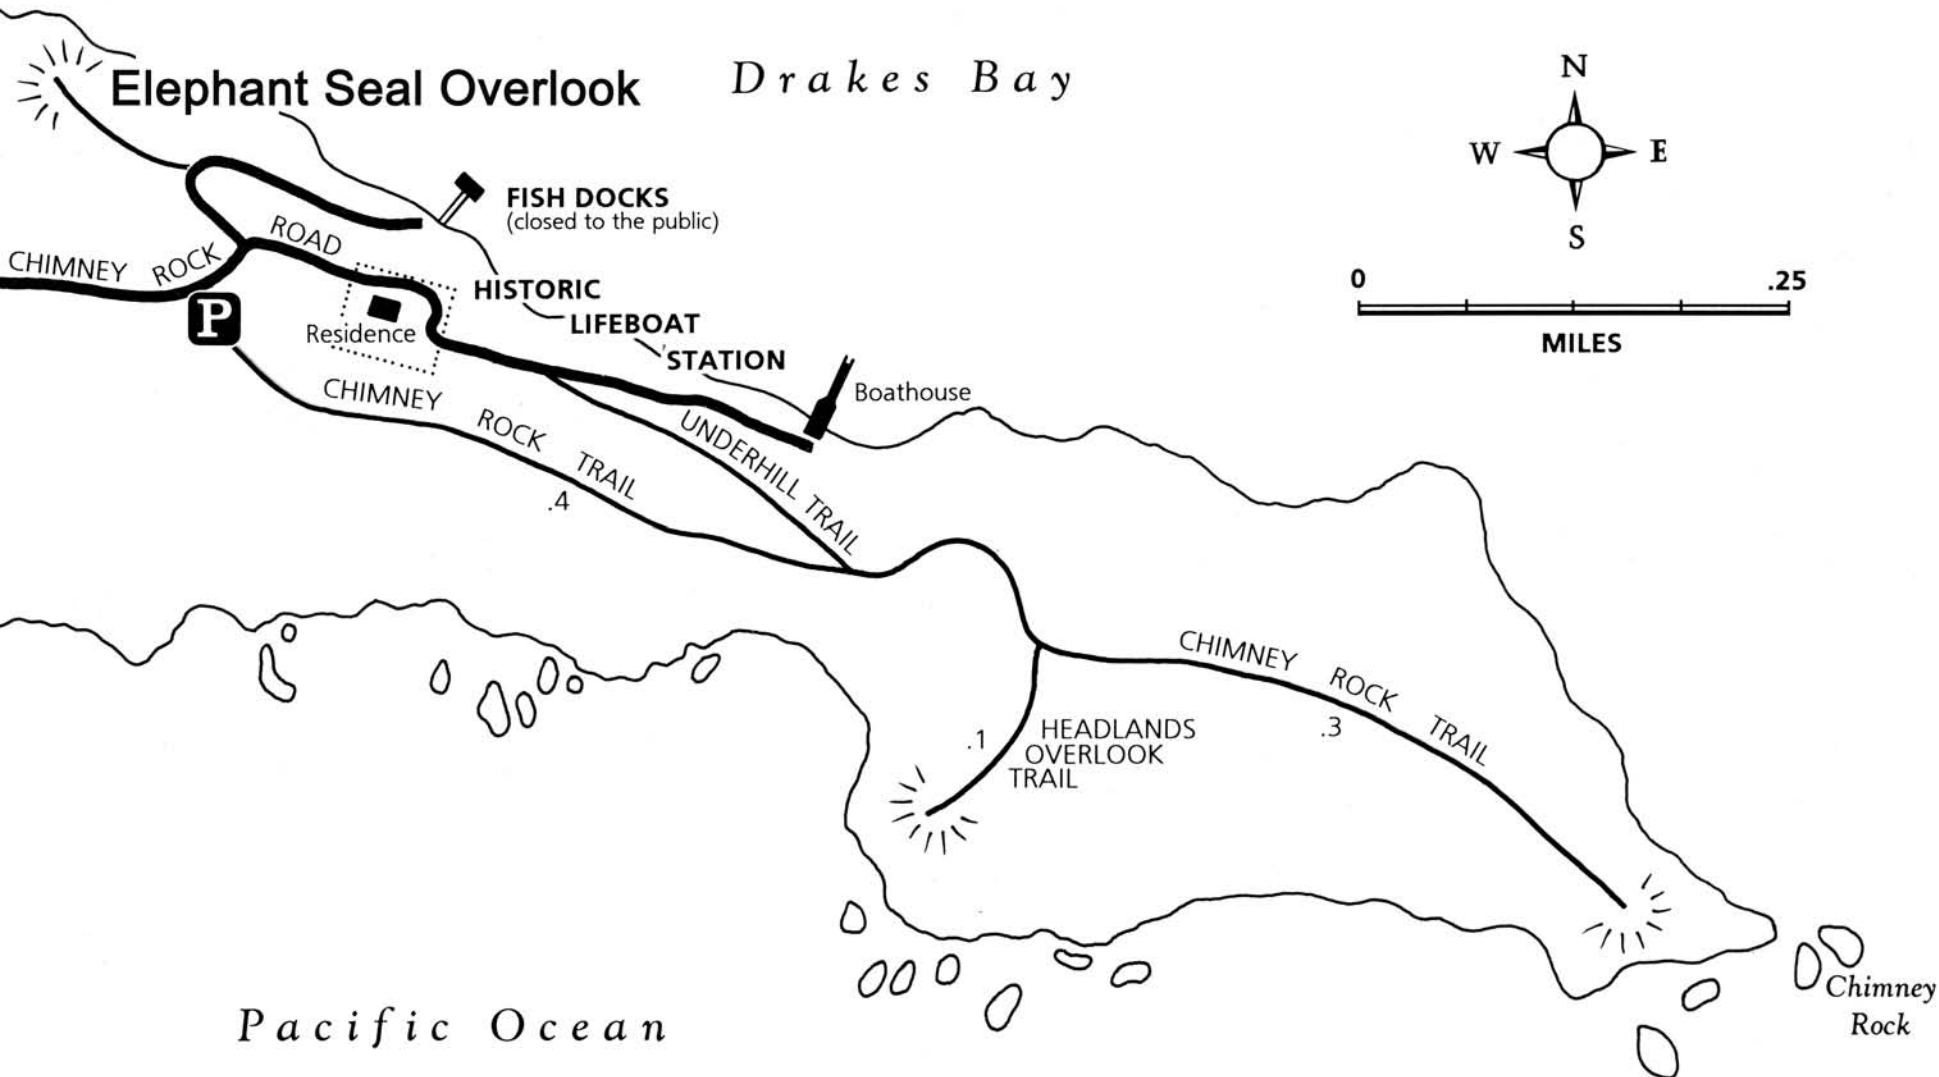 Elephant Seal Overlook
Drakes Bay
N
W E
S
0 .25
MILES
FISH DOCKS
(closed to the public)
CHIMNEY ROCK ROAD
P
Residence
HISTORIC
LIFEBOAT
STATION
Boathouse
CHIMNEY ROCK TRAIL
.4
UNDERHILL TRAIL
CHIMNEY ROCK TRAIL
.3
.1
HEADLANDS
OVERLOOK
TRAIL
Pacific Ocean
Chimney
Rock